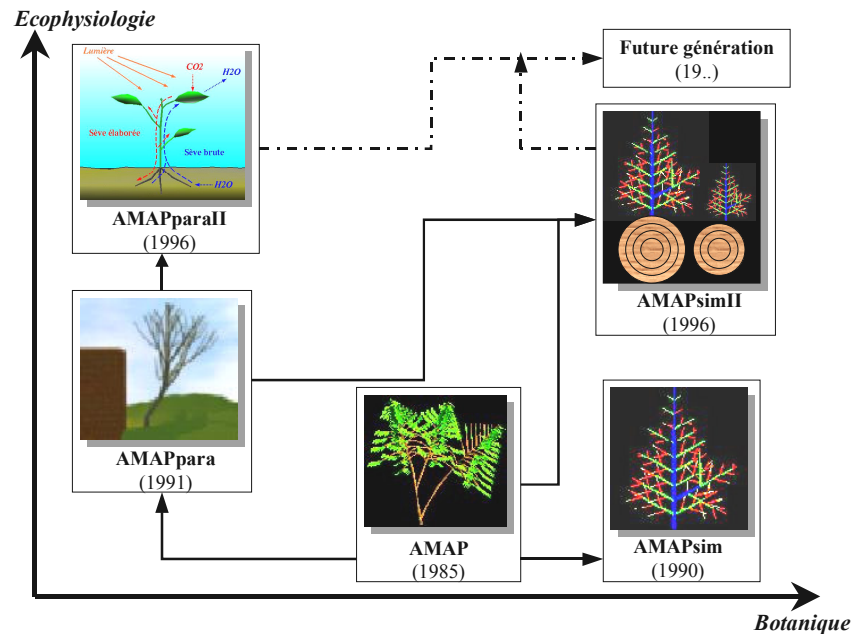 Ecophysiologie
Lumière
CO2
H2O
Sève élaborée
Sève brute
H2O
AMAPparaII
(1996)
Future génération
(19..)
AMAPsimII
(1996)
AMAPpara
(1991)
AMAP
(1985)
AMAPsim
(1990)
Botanique